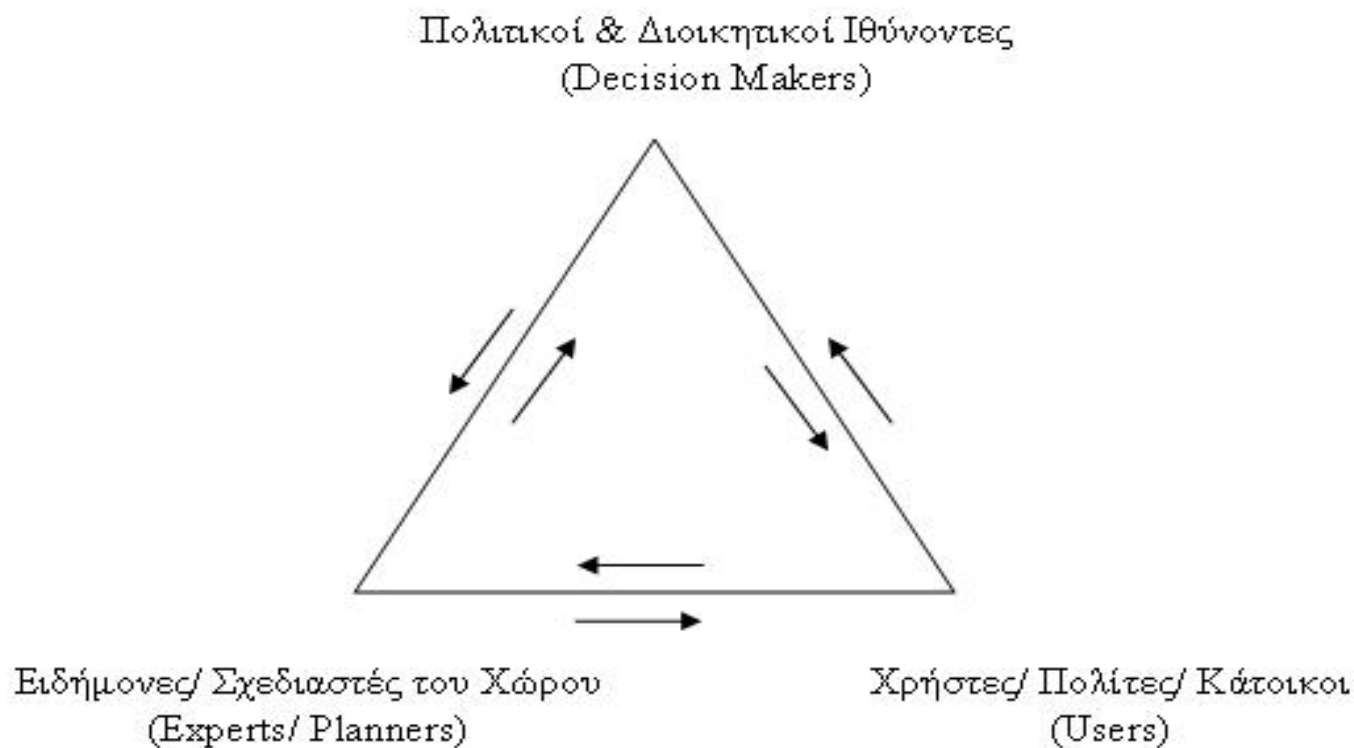 Πολιτικοί & Διοικητικοί Ιθύνοντες
(Decision Makers)
Ειδήμονες/ Σχεδιαστές του Χώρου
(Experts/ Planners)
Χρήστες/ Πολίτες/ Κάτοικοι
(Users)